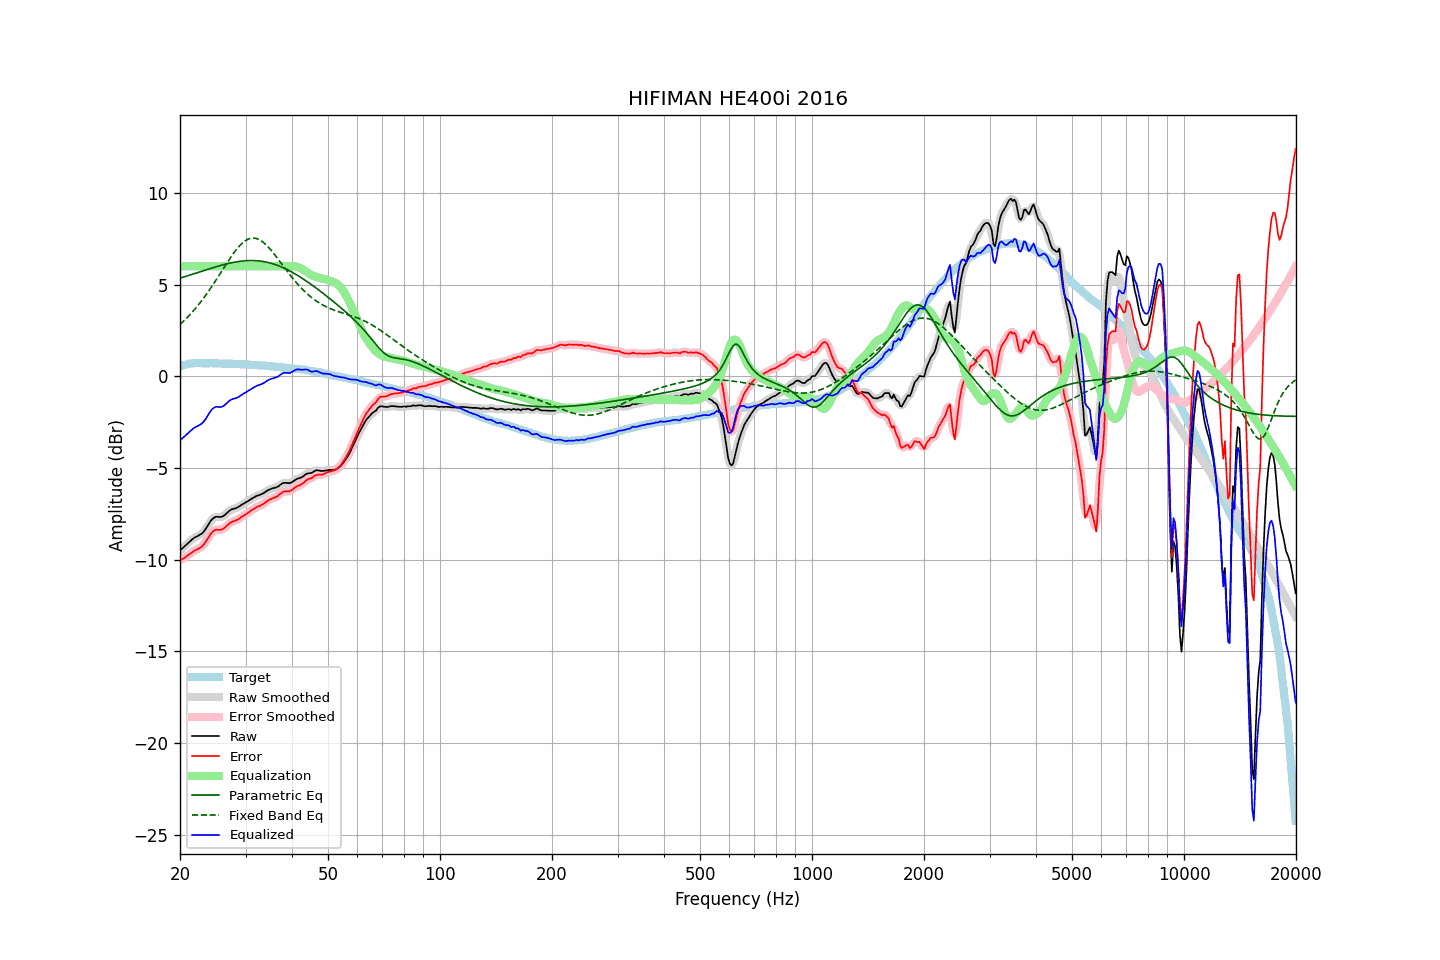 HIFIMAN HE400i 2016
Amplitude (dBr)
10
5
0
−5
−10
−15
−20
−25
Target
Raw Smoothed
Error Smoothed
Raw
Error
Equalization
Parametric Eq
Fixed Band Eq
Equalized
20 50 100 200 500 1000 2000 5000 10000 20000
Frequency (Hz)